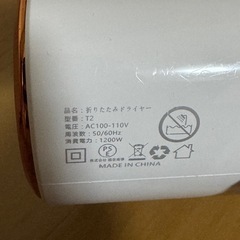 品名：折りたたみドライヤー
型番：T2
電圧：AC100-110V
周波数：50/60Hz
消費電力：1200W
PS
E
MADE IN CHINA